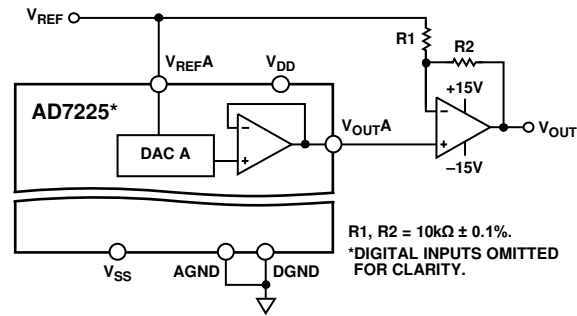 VREF
R1
R2
VREFA
VDD
+15V
AD7225*
DAC A
VOUTA
VOUT
–15V
R1, R2 = 10kΩ ± 0.1%.
*DIGITAL INPUTS OMITTED
FOR CLARITY.
VSS
AGND
DGND